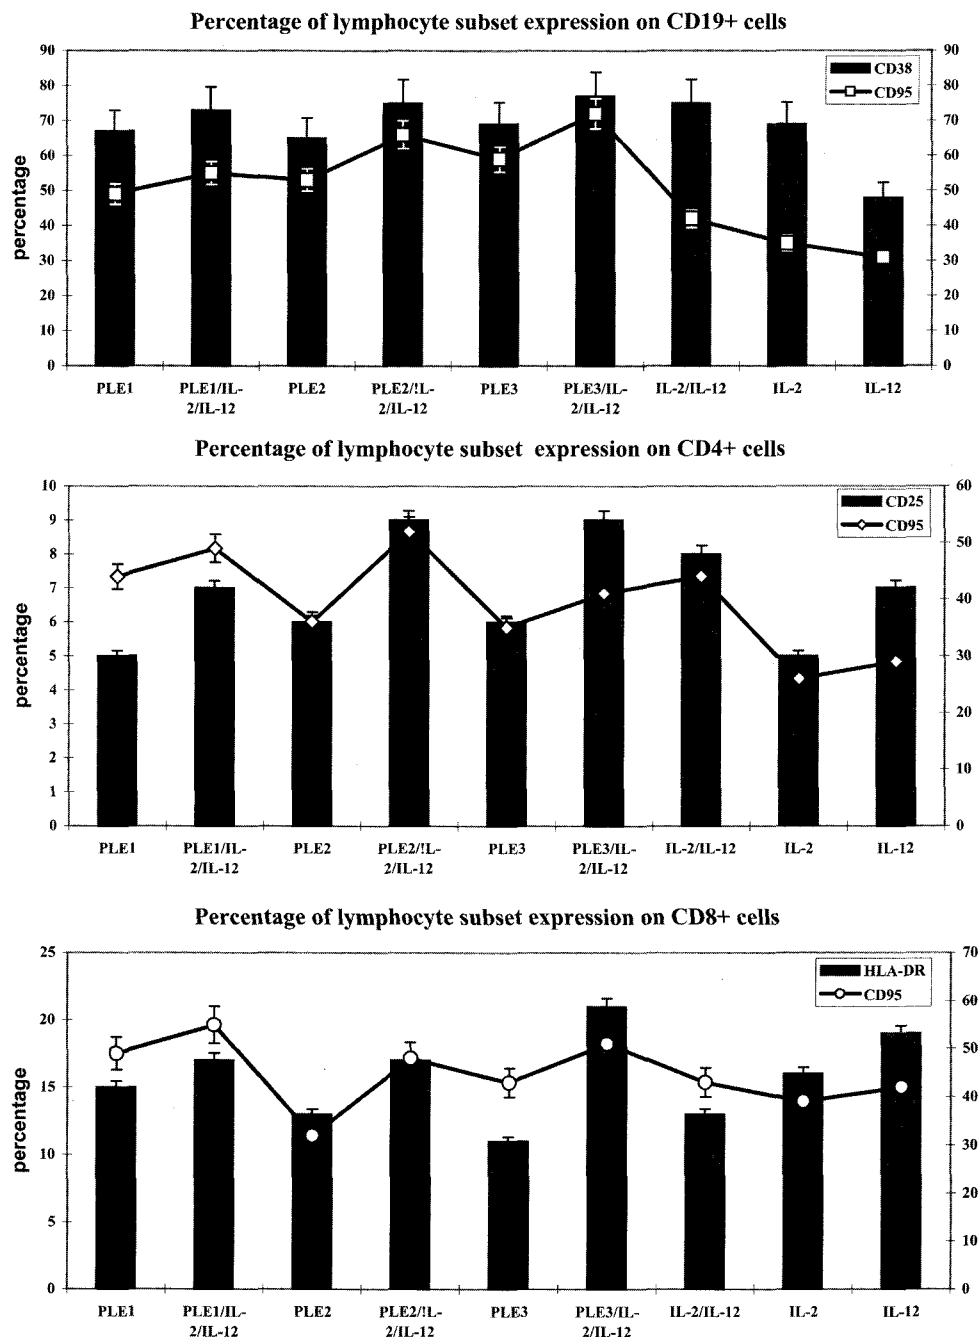 Percentage of lymphocyte subset expression on CD19+ cells
90
80
70
60
50
40
30
20
10
0
percentage
90
80
70
60
50
40
30
20
10
0
CD38
CD95
PLE1
PLE1/IL-
2/IL-12
PLE2
PLE2/!L-
2/IL-12
PLE3
PLE3/IL-
2/IL-12
IL-2/IL-12
IL-2
IL-12
Percentage of lymphocyte subset expression on CD4+ cells
10
9
8
7
6
5
4
3
2
1
0
percentage
60
50
40
30
20
10
0
CD25
CD95
PLE1
PLE1/IL-
2/IL-12
PLE2
PLE2/!L-
2/IL-12
PLE3
PLE3/IL-
2/IL-12
IL-2/IL-12
IL-2
IL-12
Percentage of lymphocyte subset expression on CD8+ cells
25
20
15
10
5
0
percentage
70
60
50
40
30
20
10
0
HLA-DR
CD95
PLE1
PLE1/IL-
2/IL-12
PLE2
PLE2/!L-
2/IL-12
PLE3
PLE3/IL-
2/IL-12
IL-2/IL-12
IL-2
IL-12